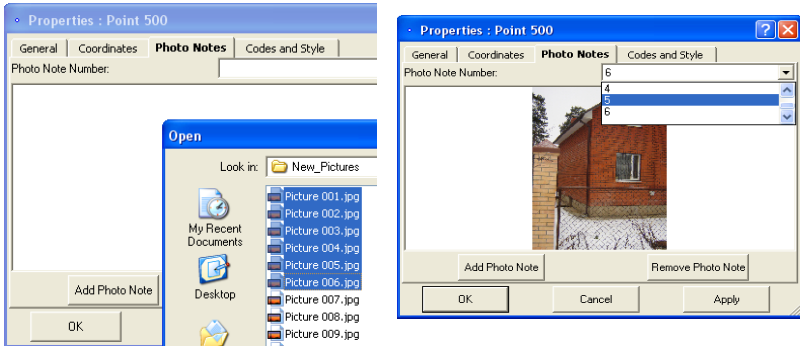 Properties : Point 500
General Coordinates Photo Notes Codes and Style
Photo Note Number:
Open
Look in: New_Pictures
My Recent
Documents
Desktop
Picture 001.jpg
Picture 002.jpg
Picture 003.jpg
Picture 004.jpg
Picture 005.jpg
Picture 006.jpg
Picture 007.jpg
Picture 008.jpg
Picture 009.jpg
Add Photo Note
OK
Properties : Point 500
General Coordinates Photo Notes Codes and Style
Photo Note Number: 6
4
5
6
Add Photo Note Remove Photo Note
OK Cancel Apply